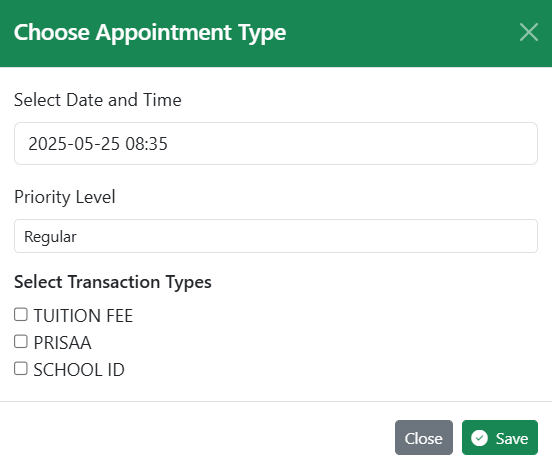 Choose Appointment Type
Select Date and Time
2025-05-25 08:35
Priority Level
Regular
Select Transaction Types
TUITION FEE
PRISAA
SCHOOL ID
Close
Save